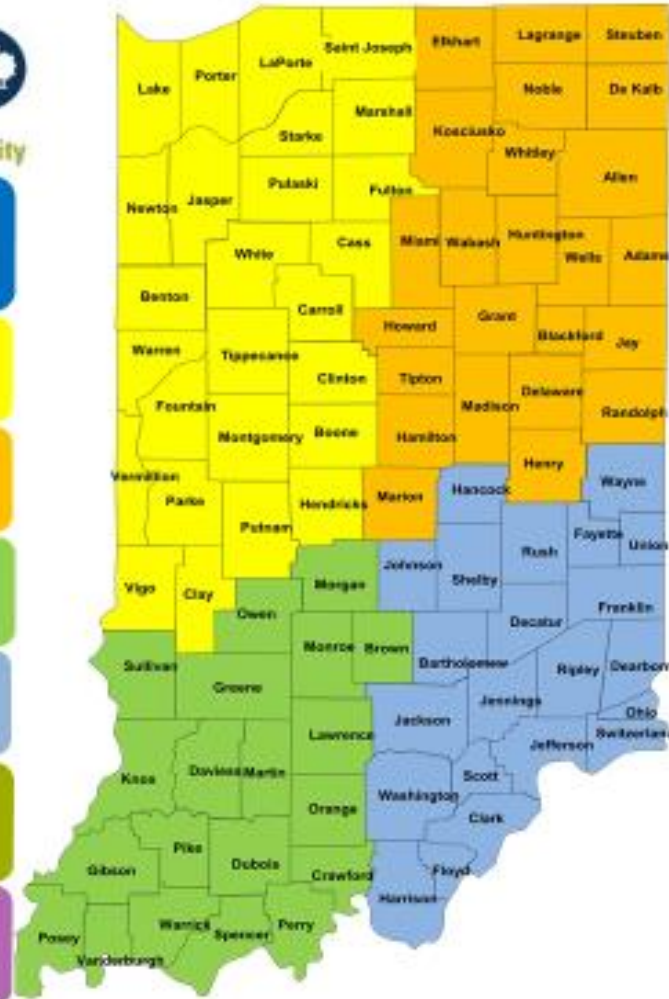 Saint Joseph
Elkhart
Lagrange
Steuben
LaPorte
Porter
Lake
Noble
De Kalb
Marshall
Starke
Kosciusko
Whitley
Allen
ity
Pulaski
Fulton
Jasper
Newton
Miami
Wabash
Huntington
Wells
Adams
White
Cass
Benton
Carroll
Howard
Grant
Blackford
Jay
Warren
Tippecanoe
Clinton
Tipton
Delaware
Madison
Randolph
Fountain
Montgomery
Boone
Hamilton
Henry
Vermillion
Parke
Hendricks
Marion
Hancock
Wayne
Putnam
Fayette
Union
Johnson
Rush
Shelby
Vigo
Clay
Morgan
Owen
Franklin
Decatur
Monroe
Brown
Bartholomew
Ripley
Dearborn
Sullivan
Greene
Jennings
Ohio
Lawrence
Jackson
Jefferson
Switzerlan
Knox
Daviess
Martin
Scott
Washington
Orange
Clark
Pike
Dubois
Gibson
Crawford
Floyd
Harrison
Posey
Vanderburgh
Warrick
Spencer
Perry